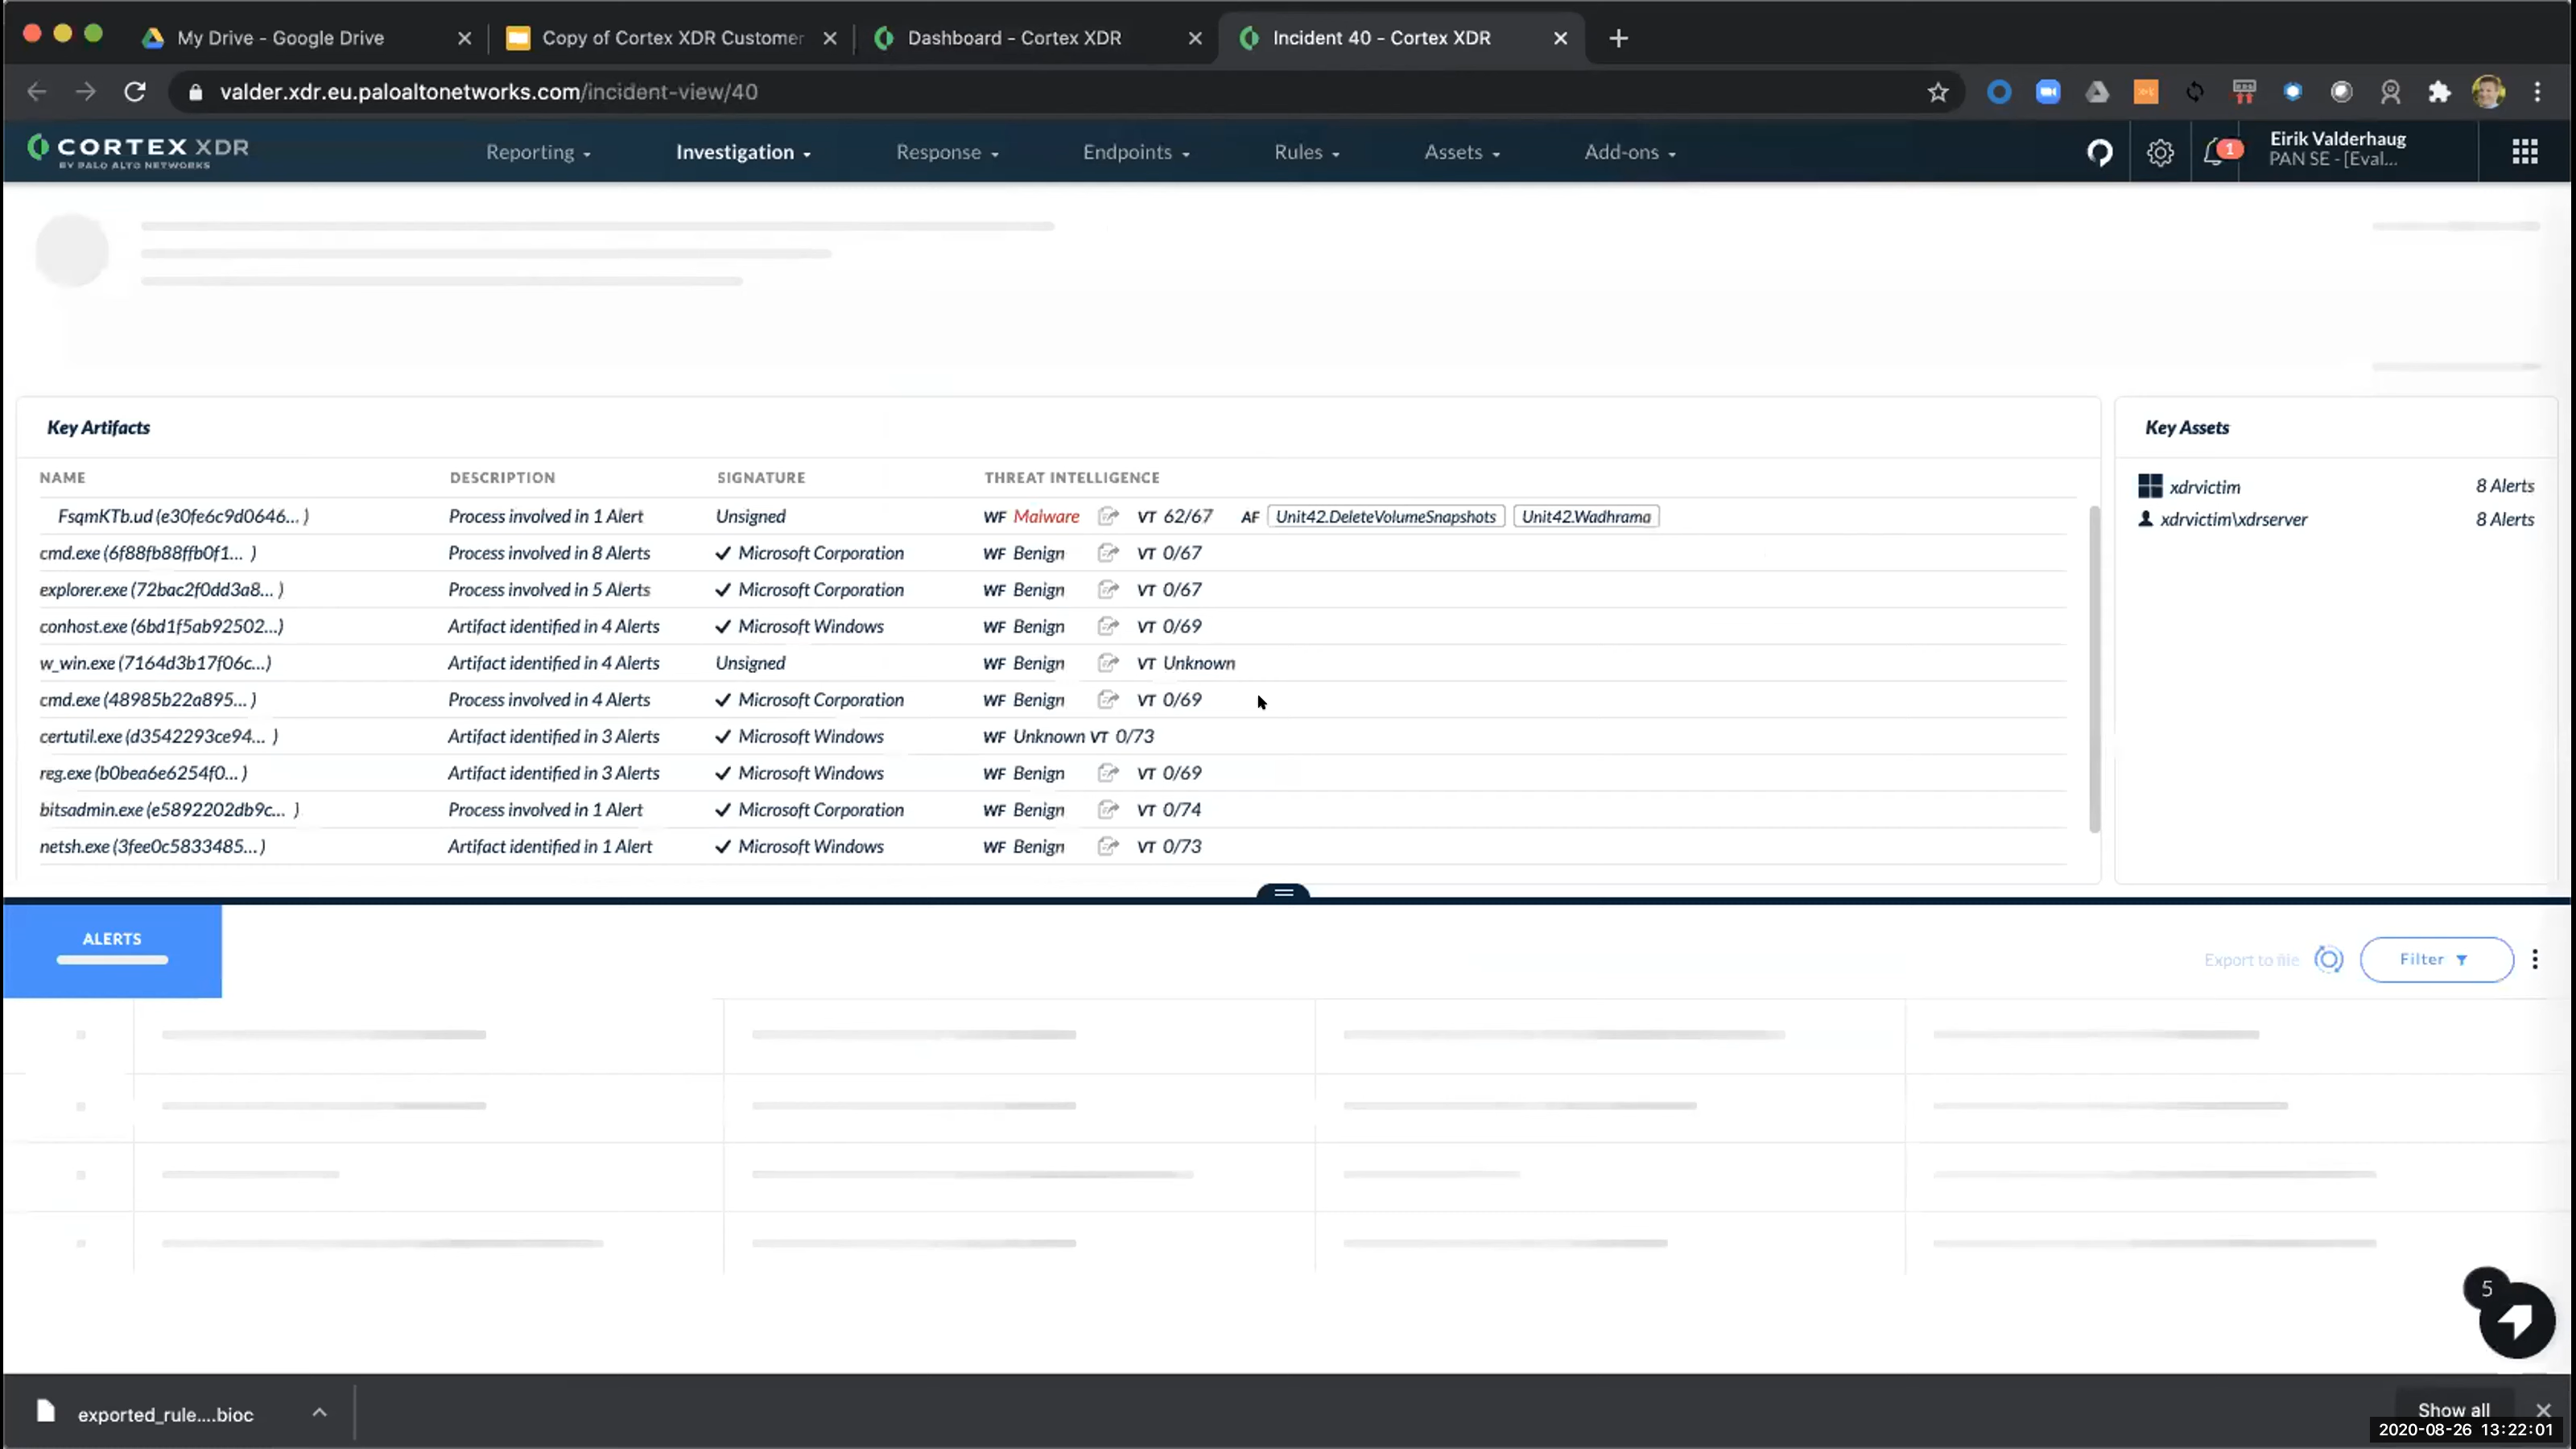 My Drive - Google Drive
Copy of Cortex XDR Customer
Dashboard - Cortex XDR
Incident 40 - Cortex XDR
valder.xdr.eu.paloaltonetworks.com/incident-view/40
CORTEX XDR
BY PALO ALTO NETWORKS
Reporting
Investigation
Response
Endpoints
Rules
Assets
Add-ons
1
Eirik Valderhaug
PAN SE - [Eval...
Key Artifacts
NAME DESCRIPTION SIGNATURE THREAT INTELLIGENCE
FsqmKTb.ud (e30fe6c9d0646... ) Process involved in 1 Alert Unsigned WF Malware VT 62/67 AF Unit42.DeleteVolumeSnapshots Unit42.Wadhrama
cmd.exe (6f88fb88ffb0f1... ) Process involved in 8 Alerts Microsoft Corporation WF Benign VT 0/67
explorer.exe (72bac2f0dd3a8... ) Process involved in 5 Alerts Microsoft Corporation WF Benign VT 0/67
conhost.exe (6bd1f5ab92502...) Artifact identified in 4 Alerts Microsoft Windows WF Benign VT 0/69
w_win.exe (7164d3b17f06c...) Artifact identified in 4 Alerts Unsigned WF Benign VT Unknown
cmd.exe (48985b22a895... ) Process involved in 4 Alerts Microsoft Corporation WF Benign VT 0/69
certutil.exe (d3542293ce94... ) Artifact identified in 3 Alerts Microsoft Windows WF Unknown VT 0/73
reg.exe (b0bea6e6254f0... ) Artifact identified in 3 Alerts Microsoft Windows WF Benign VT 0/69
bitsadmin.exe (e5892202db9c... ) Process involved in 1 Alert Microsoft Corporation WF Benign VT 0/74
netsh.exe (3fee0c5833485...) Artifact identified in 1 Alert Microsoft Windows WF Benign VT 0/73
Key Assets
xdrvictim 8 Alerts
xdrvictim\xdrserver 8 Alerts
ALERTS
Export to file
Filter
5
exported_rule....bioc
Show all
2020-08-26 13:22:01